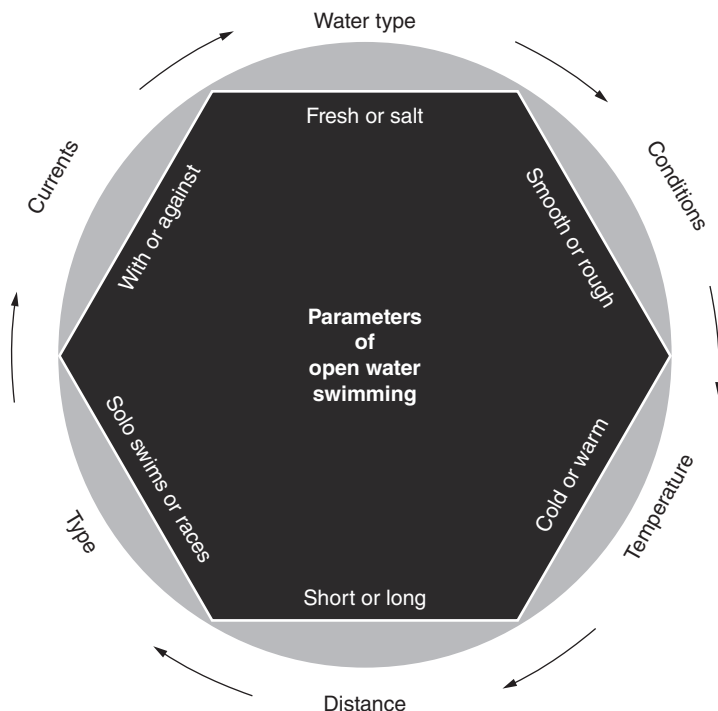 Water type
Fresh or salt
Conditions
Smooth or rough
Temperature
Cold or warm
Distance
Short or long
Type
Solo swims or races
Currents
With or against
Parameters
of
open water
swimming